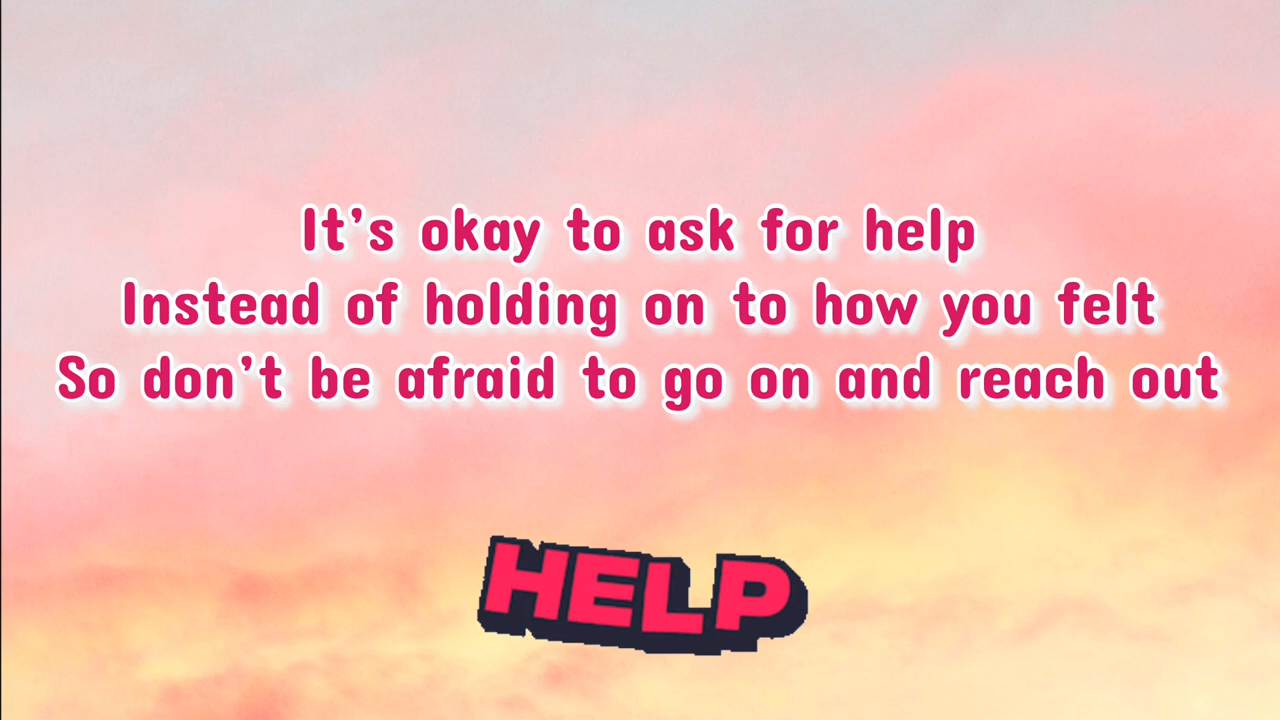 It’s okay to ask for help
Instead of holding on to how you felt
So don’t be afraid to go on and reach out
HELP